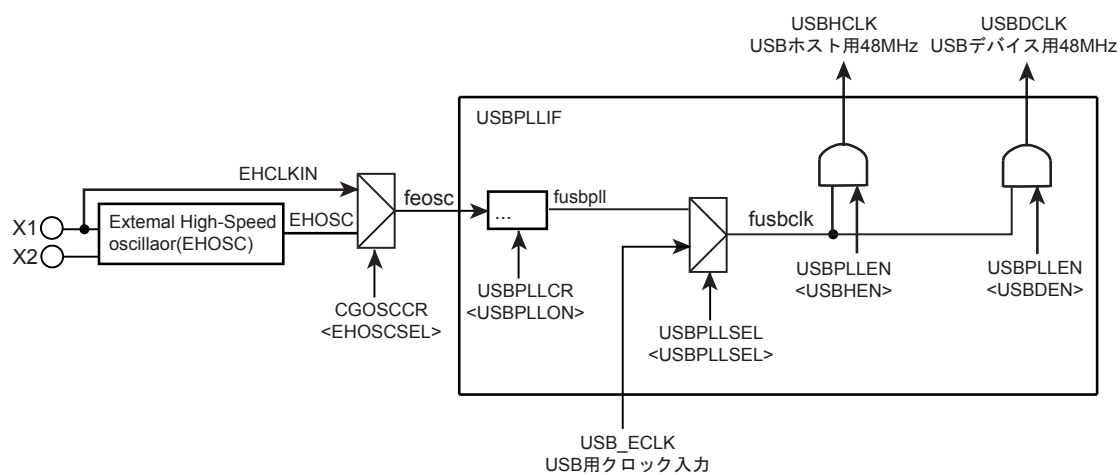 USBHCLK
USBホスト用48MHz
USBDCLK
USBデバイス用48MHz
USBPLLIF
EHCLKIN
X1
X2
External High-Speed
oscillaor(EHOSC)
EHOSC
feosc
...
fusbpll
fusbclk
CGOSCCR
<EHOSCSEL>
USBPLLCR
<USBPLLON>
USBPLLSEL
<USBPLLSEL>
USBPLLEN
<USBHEN>
USBPLLEN
<USBDEN>
USB_ECLK
USB用クロック入力